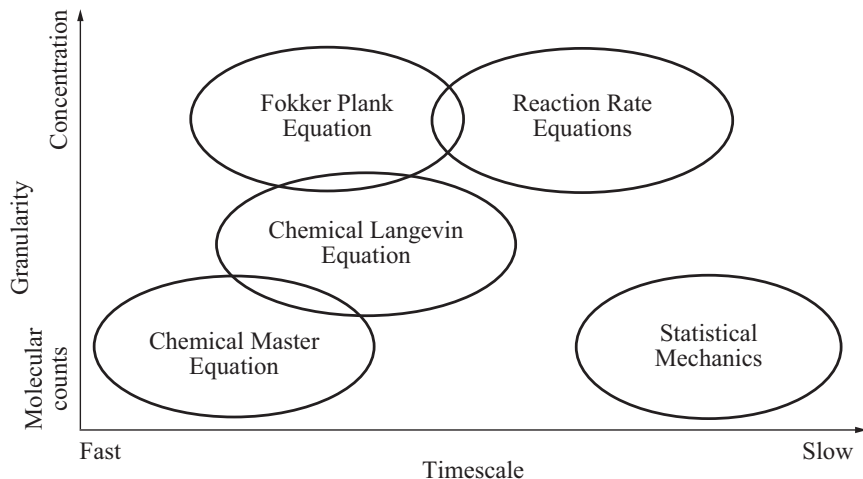 Concentration
Granularity
Molecular
counts
Fokker Plank
Equation
Reaction Rate
Equations
Chemical Langevin
Equation
Chemical Master
Equation
Statistical
Mechanics
Fast
Slow
Timescale